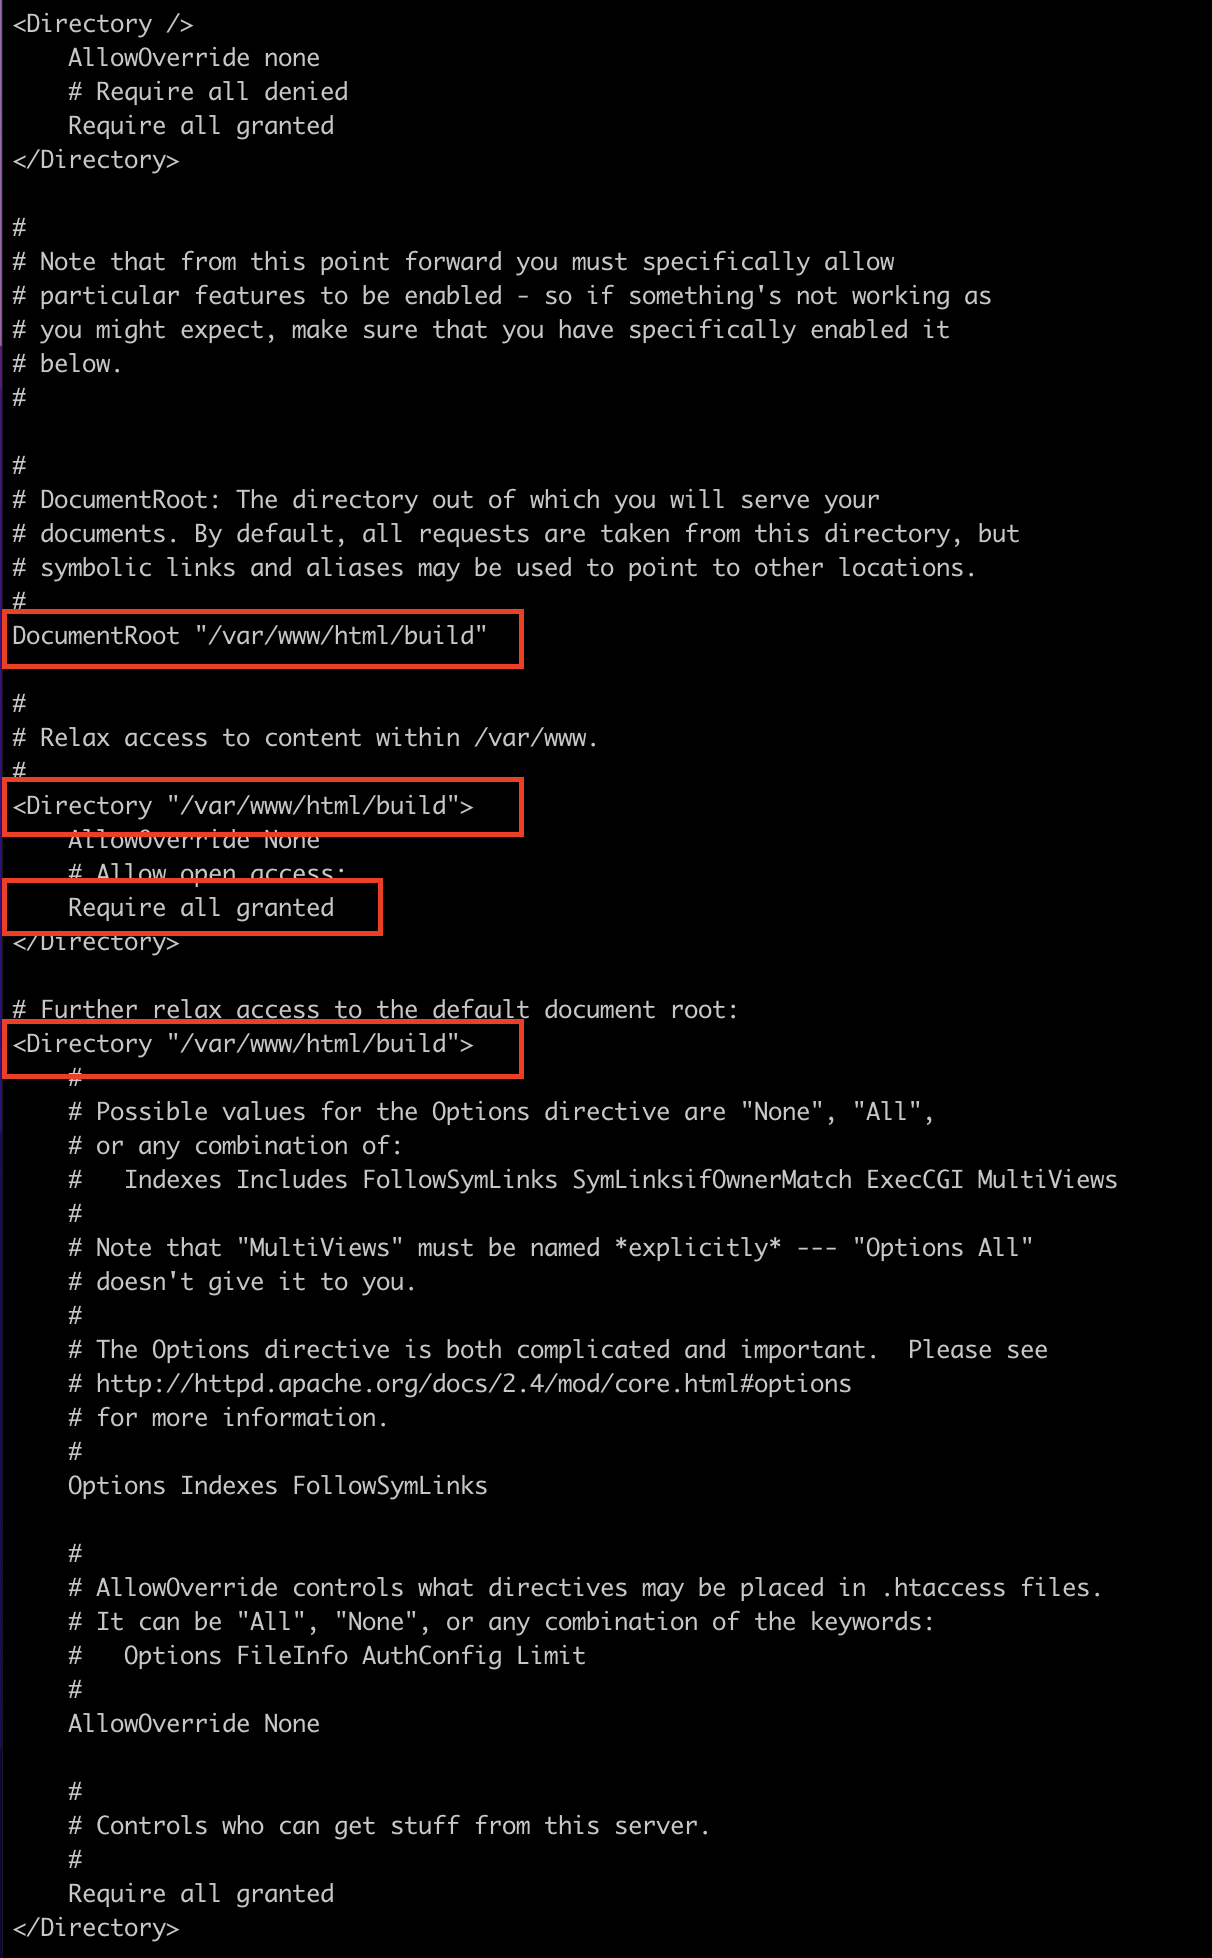 <Directory />
    AllowOverride none
    # Require all denied
    Require all granted
</Directory>

#
# Note that from this point forward you must specifically allow
# particular features to be enabled - so if something's not working as
# you might expect, make sure that you have specifically enabled it
# below.
#

#
# DocumentRoot: The directory out of which you will serve your
# documents. By default, all requests are taken from this directory, but
# symbolic links and aliases may be used to point to other locations.
#
DocumentRoot "/var/www/html/build"

#
# Relax access to content within /var/www.
#
<Directory "/var/www/html/build">
    AllowOverride None
    # Allow open access:
    Require all granted
</Directory>

# Further relax access to the default document root:
<Directory "/var/www/html/build">
    #
    # Possible values for the Options directive are "None", "All",
    # or any combination of:
    #   Indexes Includes FollowSymLinks SymLinksifOwnerMatch ExecCGI MultiViews
    #
    # Note that "MultiViews" must be named *explicitly* --- "Options All"
    # doesn't give it to you.
    #
    # The Options directive is both complicated and important.  Please see
    # http://httpd.apache.org/docs/2.4/mod/core.html#options
    # for more information.
    #
    Options Indexes FollowSymLinks

    #
    # AllowOverride controls what directives may be placed in .htaccess files.
    # It can be "All", "None", or any combination of the keywords:
    #   Options FileInfo AuthConfig Limit
    #
    AllowOverride None

    #
    # Controls who can get stuff from this server.
    #
    Require all granted
</Directory>